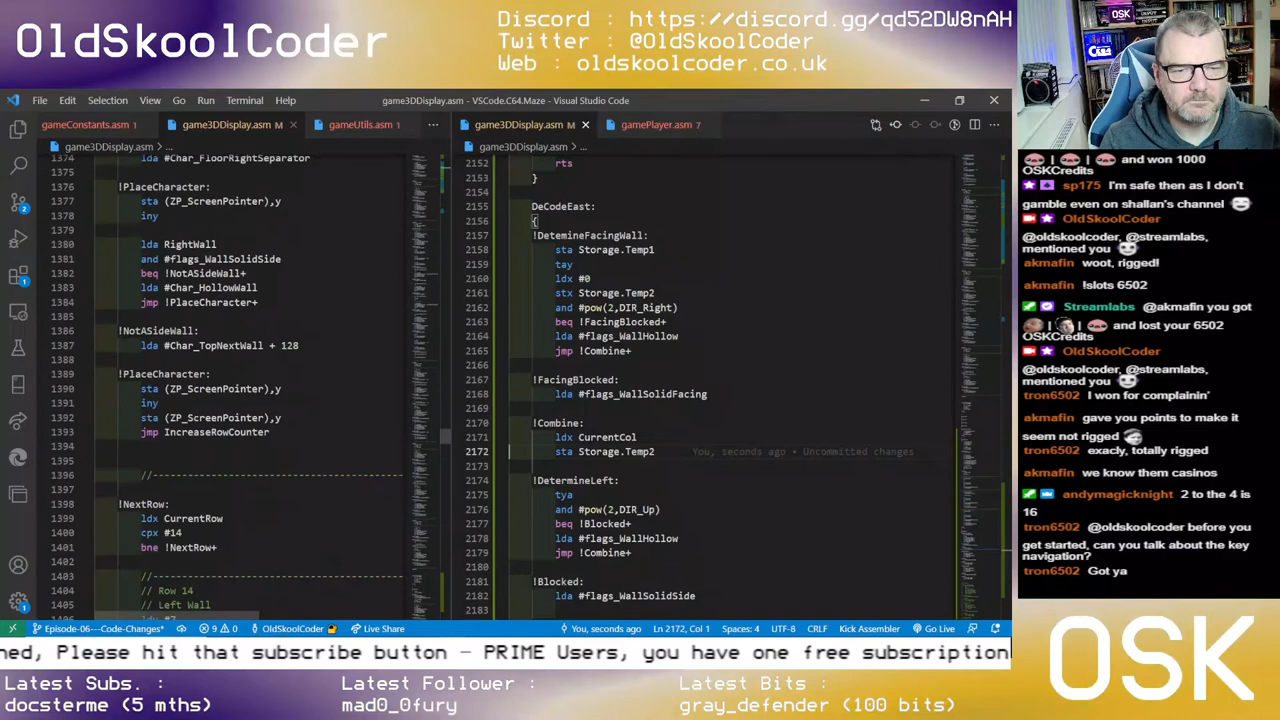 OldSkoolCoder
Discord : https://discord.gg/qd52DW8nAH
Twitter : @OldSkoolCoder
Web : oldskoolcoder.co.uk
File Edit Selection View Go Run Terminal Help
game3DDisplay.asm - VSCode.C64.Maze - Visual Studio Code
gameConstants.asm 1
game3DDisplay.asm M
gameUtils.asm 1
game3DDisplay.asm > ...
1374 lda #Char_FloorRightSeparator
1375
1376 !PlaceCharacter:
1377 sta (ZP_ScreenPointer),y
1378 iny
1379
1380 lda RightWall
1381 and #flags_WallSolidSide
1382 beq !NotASideWall+
1383 lda #Char_HollowWall
1384 jmp !PlaceCharacter+
1385
1386 !NotASideWall:
1387 lda #Char_TopNextWall + 128
1388
1389 !PlaceCharacter:
1390 sta (ZP_ScreenPointer),y
1391 iny
1392 sta (ZP_ScreenPointer),y
1393 jmp IncreaseRowCounter
1394
1395
1396 //----------------------------------
1397
1398 !NextRow:
1399 ldx CurrentRow
1400 cpx #14
1401 bne !NextRow+
1402
1403 //----------------------------------
1404 // Row 14
1405 // Left Wall
game3DDisplay.asm M
gamePlayer.asm 7
game3DDisplay.asm > ...
2152 rts
2153 }
2154
2155 DeCodeEast:
2156 {
2157 !DetemineFacingWall:
2158 sta Storage.Temp1
2159 tay
2160 ldx #0
2161 stx Storage.Temp2
2162 and #pow(2,DIR_Right)
2163 beq !FacingBlocked+
2164 lda #flags_WallHollow
2165 jmp !Combine+
2166
2167 !FacingBlocked:
2168 lda #flags_WallSolidFacing
2169
2170 !Combine:
2171 ldx CurrentCol
2172 sta Storage.Temp2 You, seconds ago • Uncommitted changes
2173
2174 !DetermineLeft:
2175 tya
2176 and #pow(2,DIR_Up)
2177 beq !Blocked+
2178 lda #flags_WallHollow
2179 jmp !Combine+
2180
2181 !Blocked:
2182 lda #flags_WallSolidSide
2183
Episode-06---Code-Changes* 9 0 OldSkoolCoder Live Share You, seconds ago Ln 2172, Col 1 Spaces: 4 UTF-8 CRLF Kick Assembler Go Live
and won 1000
OSKCredits
sp175 I'm safe then as I don't
gamble even on shallan's channel
OldSkoolCoder
@oldskoolcoder, @streamlabs,
mentioned you
akmafin woot, rigged!
akmafin !slots 6502
Streamlabs @akmafin you got
and lost your 6502
OSKCredits
OldSkoolCoder
@oldskoolcoder, @streamlabs,
mentioned you
tron6502 I won for complainin'
akmafin gave you points to make it
seem not rigged
tron6502 exacly, totally rigged
akmafin we know them casinos
andymagicknight 2 to the 4 is
16
tron6502 @oldskoolcoder before you
get started, can you talk about the key
navigation?
tron6502 Got ya
ned, Please hit that subscribe button - PRIME Users, you have one free subscription
OSK
Latest Subs. :
docsterme (5 mths)
Latest Follower :
mad0_0fury
Latest Bits :
gray_defender (100 bits)